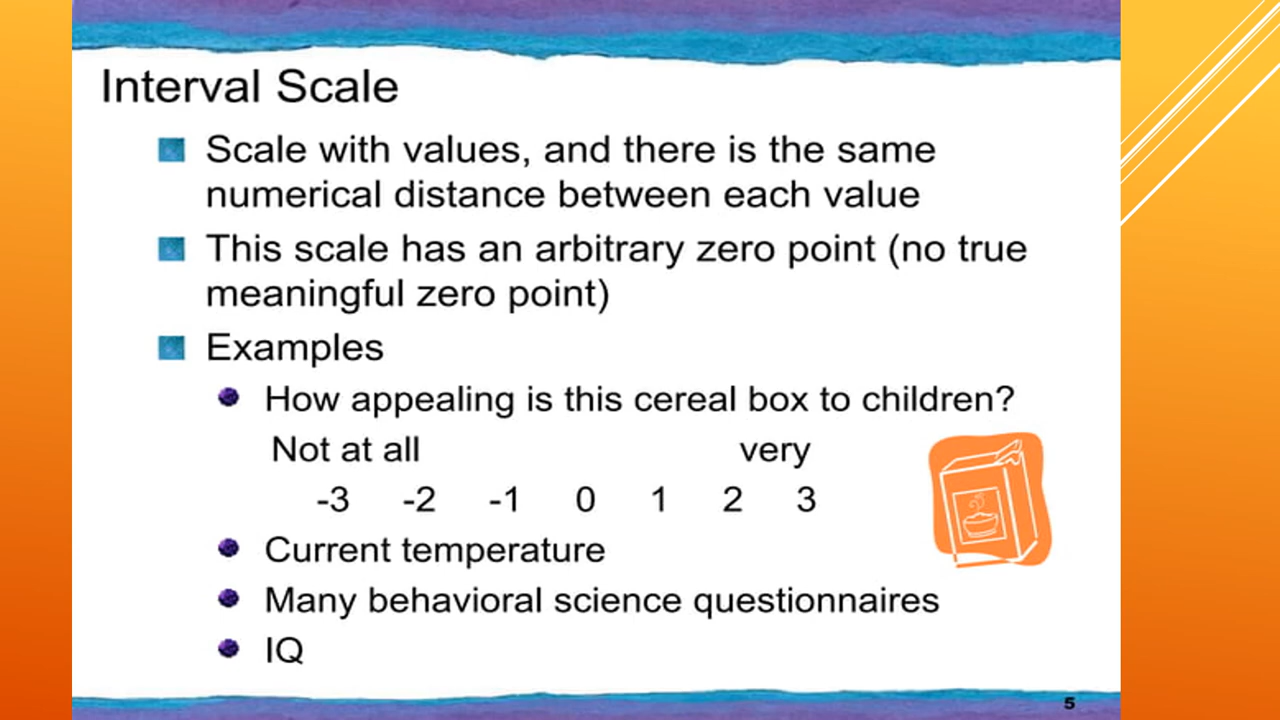 Interval Scale
Scale with values, and there is the same
numerical distance between each value
This scale has an arbitrary zero point (no true
meaningful zero point)
Examples
How appealing is this cereal box to children?
Not at all very
-3 -2 -1 0 1 2 3
Current temperature
Many behavioral science questionnaires
IQ
5